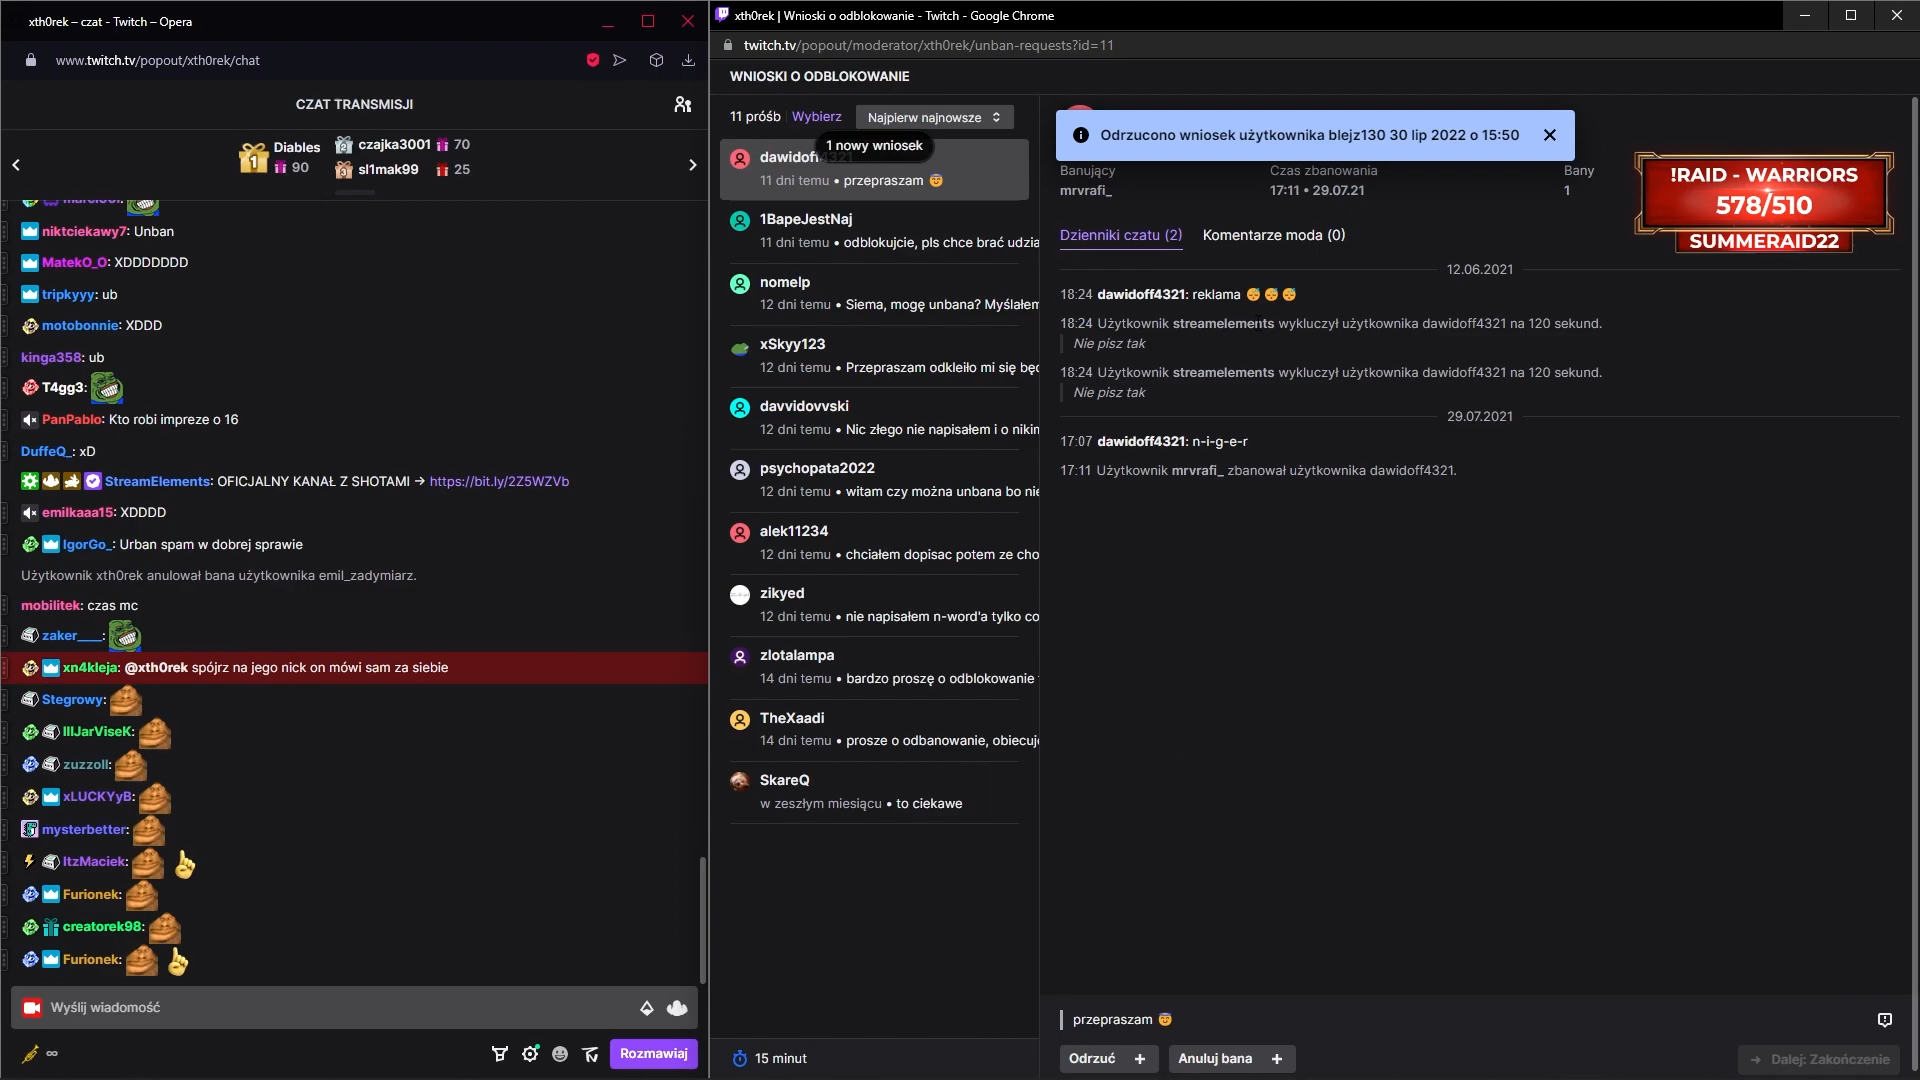 xth0rek – czat - Twitch – Opera
www.twitch.tv/popout/xth0rek/chat
CZAT TRANSMISJI
1 Diables 90
2 czajka3001 70
3 sl1mak99 25
niktciekawy7: Unban
MatekO_O: XDDDDDDD
tripkyyy: ub
motobonnie: XDDD
kinga358: ub
T4gg3:
PanPablo: Kto robi impreze o 16
DuffeQ_: xD
StreamElements: OFICJALNY KANAŁ Z SHOTAMI → https://bit.ly/2Z5WZVb
emilkaaa15: XDDDD
IgorGo_: Urban spam w dobrej sprawie
Użytkownik xth0rek anulował bana użytkownika emil_zadymiarz.
mobilitek: czas mc
zaker____:
xn4kleja: @xth0rek spójrz na jego nick on mówi sam za siebie
Stegrowy:
IIIJarViseK:
zuzzoll:
xLUCKYyB:
mysterbetter:
ItzMaciek:
Furionek:
creatorek98:
Furionek:
Wyślij wiadomość
∞
Rozmawiaj
xth0rek | Wnioski o odblokowanie - Twitch - Google Chrome
twitch.tv/popout/moderator/xth0rek/unban-requests?id=11
WNIOSKI O ODBLOKOWANIE
11 próśb Wybierz Najpierw najnowsze
1 nowy wniosek
dawidoff4321
11 dni temu • przepraszam 😇
1BapeJestNaj
11 dni temu • odblokujcie, pls chce brać udzia
nomelp
12 dni temu • Siema, mogę unbana? Myślałem
xSkyy123
12 dni temu • Przepraszam odkleiło mi się będ
davvidovvski
12 dni temu • Nic złego nie napisałem i o nikim
psychopata2022
12 dni temu • witam czy można unbana bo nie
alek11234
12 dni temu • chciałem dopisac potem ze cho
zikyed
12 dni temu • nie napisałem n-word'a tylko co
zlotalampa
14 dni temu • bardzo proszę o odblokowanie
TheXaadi
14 dni temu • prosze o odbanowanie, obiecuję
SkareQ
w zeszłym miesiącu • to ciekawe
15 minut
Odrzucono wniosek użytkownika blejz130 30 lip 2022 o 15:50
Banujący Czas zbanowania Bany
mrvrafi_ 17:11 • 29.07.21 1
!RAID - WARRIORS
578/510
SUMMERAID22
Dzienniki czatu (2) Komentarze moda (0)
12.06.2021
18:24 dawidoff4321: reklama 😴 😴 😴
18:24 Użytkownik streamelements wykluczył użytkownika dawidoff4321 na 120 sekund.
Nie pisz tak
18:24 Użytkownik streamelements wykluczył użytkownika dawidoff4321 na 120 sekund.
Nie pisz tak
29.07.2021
17:07 dawidoff4321: n-i-g-e-r
17:11 Użytkownik mrvrafi_ zbanował użytkownika dawidoff4321.
przepraszam 😇
Odrzuć + Anuluj bana +
→ Dalej: Zakończenie